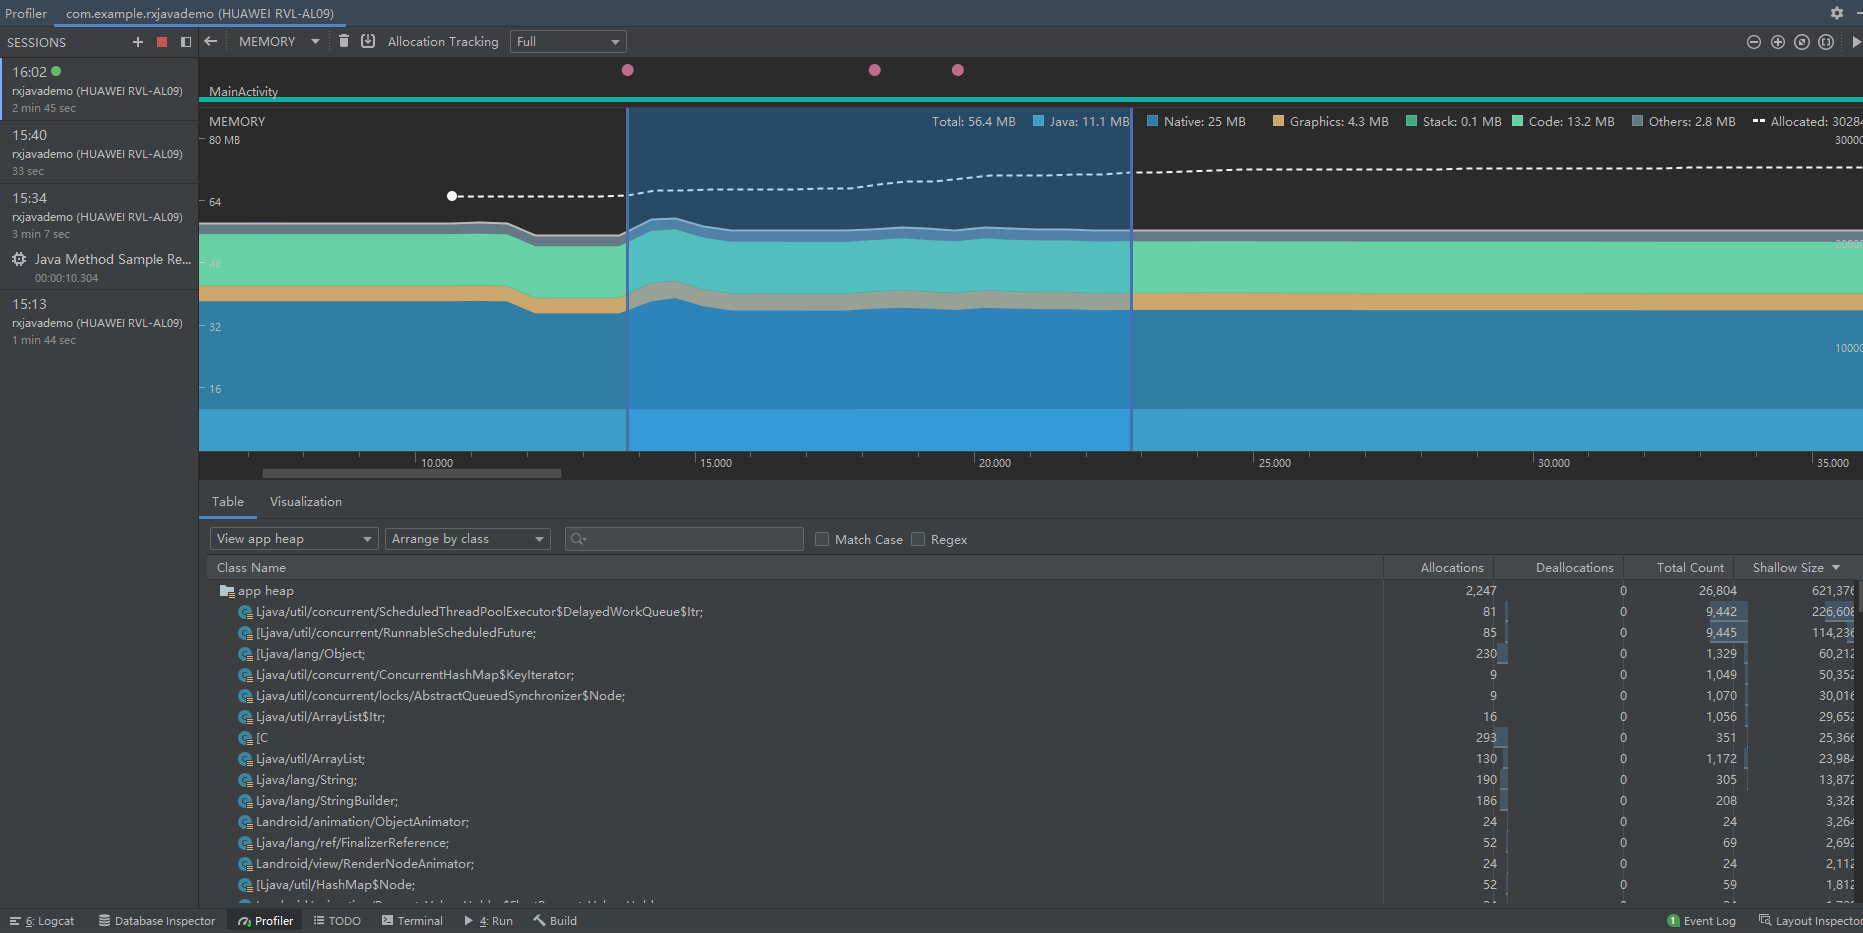 Profiler com.example.rxjavademo (HUAWEI RVL-AL09)
SESSIONS MEMORY Allocation Tracking Full
16:02
rxjavademo (HUAWEI RVL-AL09)
2 min 45 sec
15:40
rxjavademo (HUAWEI RVL-AL09)
33 sec
15:34
rxjavademo (HUAWEI RVL-AL09)
3 min 7 sec
Java Method Sample Re...
00:00:10.304
15:13
rxjavademo (HUAWEI RVL-AL09)
1 min 44 sec
MainActivity
MEMORY Total: 56.4 MB Java: 11.1 MB Native: 25 MB Graphics: 4.3 MB Stack: 0.1 MB Code: 13.2 MB Others: 2.8 MB Allocated: 30284
80 MB 30000
64
48 20000
32
10000
16
10.000 15.000 20.000 25.000 30.000 35.000
Table Visualization
View app heap Arrange by class Match Case Regex
Class Name Allocations Deallocations Total Count Shallow Size
app heap 2,247 0 26,804 621,376
Ljava/util/concurrent/ScheduledThreadPoolExecutor$DelayedWorkQueue$Itr; 81 0 9,442 226,608
[Ljava/util/concurrent/RunnableScheduledFuture; 85 0 9,445 114,236
[Ljava/lang/Object; 230 0 1,329 60,212
Ljava/util/concurrent/ConcurrentHashMap$KeyIterator; 9 0 1,049 50,352
Ljava/util/concurrent/locks/AbstractQueuedSynchronizer$Node; 9 0 1,070 30,016
Ljava/util/ArrayList$Itr; 16 0 1,056 29,652
[C 293 0 351 25,366
Ljava/util/ArrayList; 130 0 1,172 23,984
Ljava/lang/String; 190 0 305 13,872
Ljava/lang/StringBuilder; 186 0 208 3,328
Landroid/animation/ObjectAnimator; 24 0 24 3,264
Ljava/lang/ref/FinalizerReference; 52 0 69 2,692
Landroid/view/RenderNodeAnimator; 24 0 24 2,112
[Ljava/util/HashMap$Node; 52 0 59 1,812
6: Logcat Database Inspector Profiler TODO Terminal 4: Run Build 1 Event Log Layout Inspector